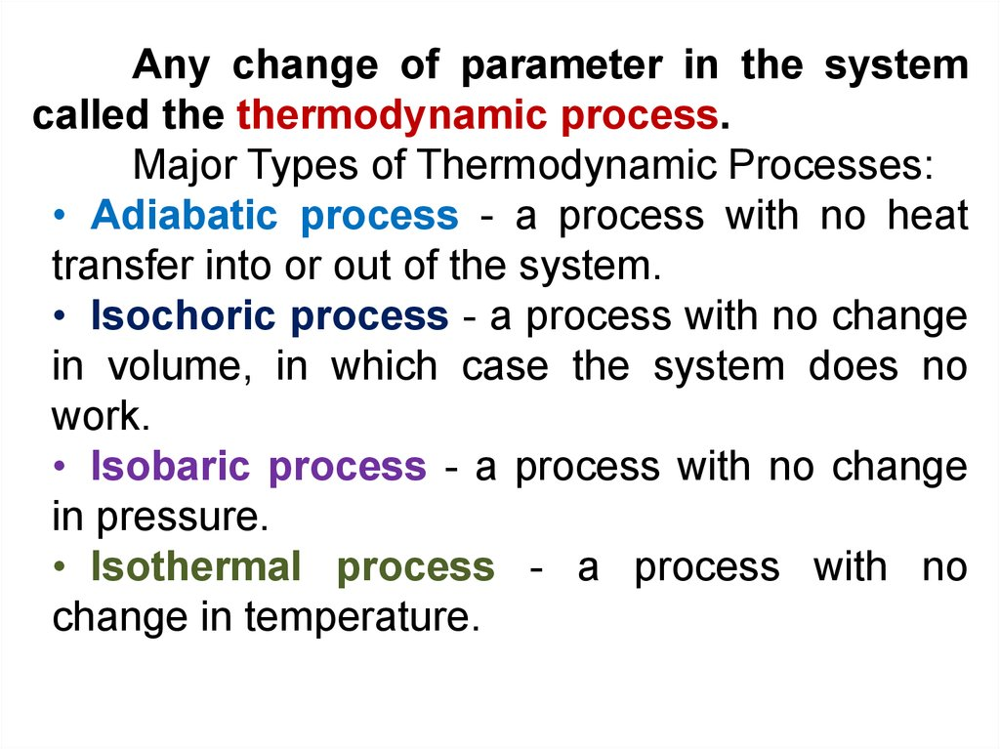 Any change of parameter in the system
called the thermodynamic process.
Major Types of Thermodynamic Processes:
• Adiabatic process - a process with no heat
transfer into or out of the system.
• Isochoric process - a process with no change
in volume, in which case the system does no
work.
• Isobaric process - a process with no change
in pressure.
• Isothermal process - a process with no
change in temperature.